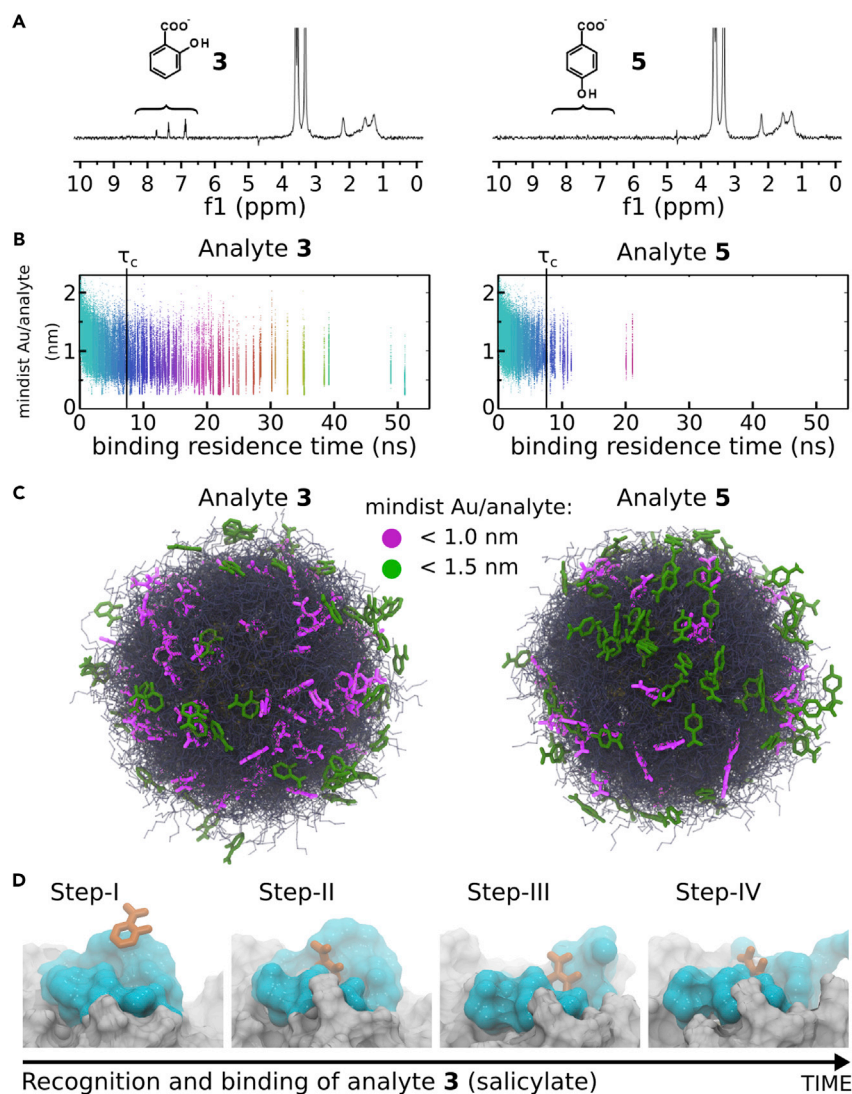 A
COO⁻
OH
3
COO⁻
OH
5
10 9 8 7 6 5 4 3 2 1 0
f1 (ppm)
10 9 8 7 6 5 4 3 2 1 0
f1 (ppm)
B
Analyte 3
τc
Analyte 5
τc
mindist Au/analyte
(nm)
2
1
0
0 10 20 30 40 50
binding residence time (ns)
2
1
0
0 10 20 30 40 50
binding residence time (ns)
C
Analyte 3
mindist Au/analyte:
< 1.0 nm
< 1.5 nm
Analyte 5
D
Step-I
Step-II
Step-III
Step-IV
Recognition and binding of analyte 3 (salicylate)
TIME